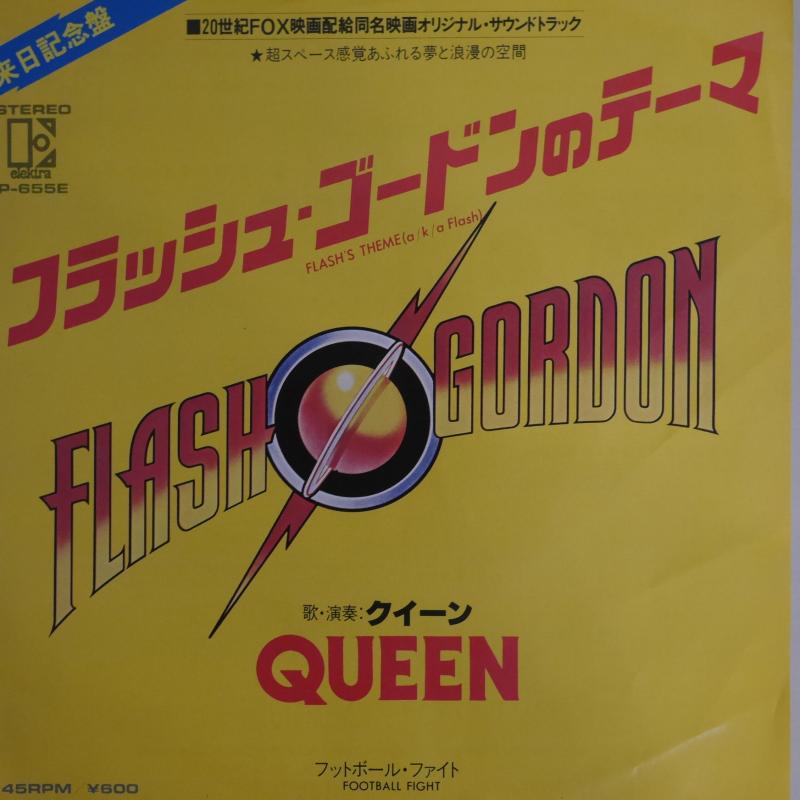 ■20世紀FOX映画配給同名映画オリジナル・サウンドトラック
★超スペース感覚あふれる夢と浪漫の空間
来日記念盤
STEREO
elektra
P-655E
フラッシュ・ゴードンのテーマ
FLASH'S THEME (a/k/a Flash)
FLASH GORDON
歌・演奏:クイーン
QUEEN
フットボール・ファイト
FOOTBALL FIGHT
45RPM/¥600